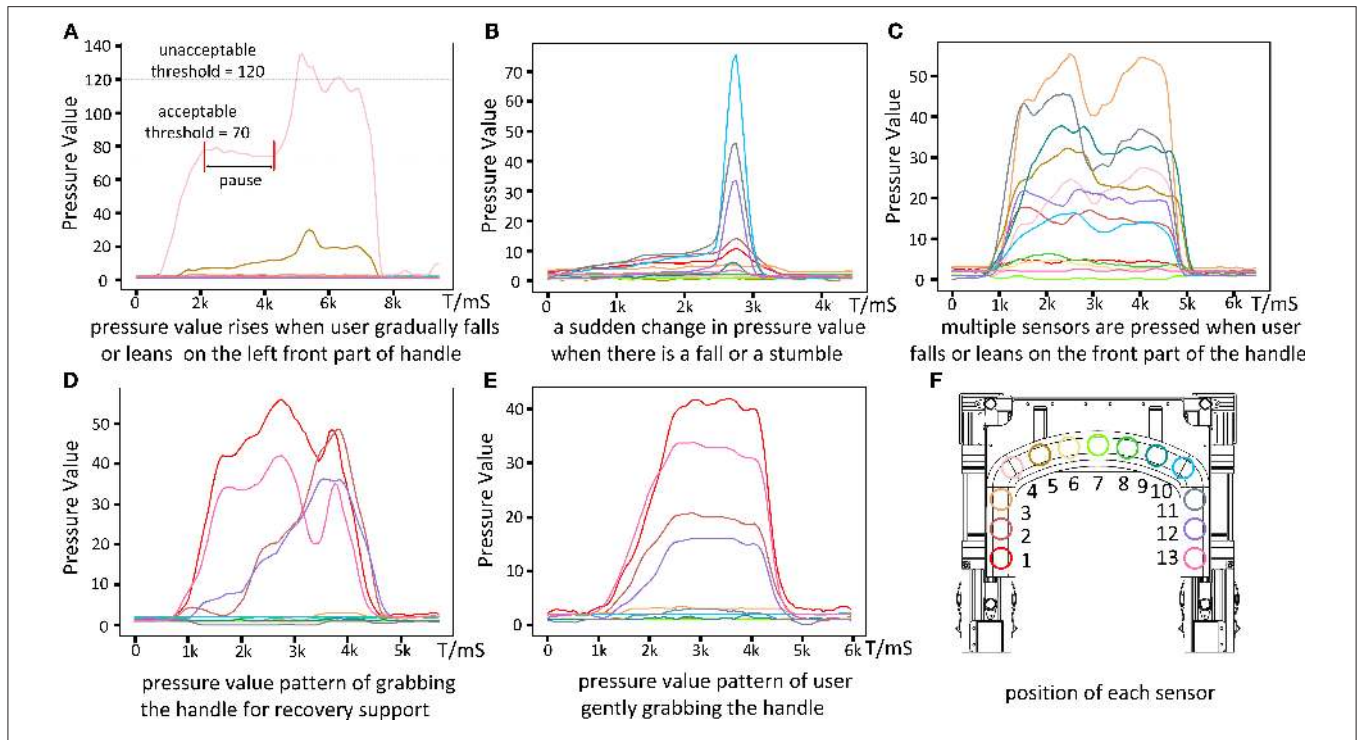 A
140
120
100
80
60
40
20
0
Pressure Value
unacceptable
threshold = 120
acceptable
threshold = 70
pause
0 2k 4k 6k 8k T/mS
pressure value rises when user gradually falls
or leans on the left front part of handle
B
70
60
50
40
30
20
10
0
Pressure Value
0 1k 2k 3k 4k T/mS
a sudden change in pressure value
when there is a fall or a stumble
C
50
40
30
20
10
0
Pressure Value
0 1k 2k 3k 4k 5k 6k T/mS
multiple sensors are pressed when user
falls or leans on the front part of the handle
D
50
40
30
20
10
0
Pressure Value
0 1k 2k 3k 4k 5k T/mS
pressure value pattern of grabbing
the handle for recovery support
E
40
30
20
10
0
Pressure Value
0 1k 2k 3k 4k 5k 6k T/mS
pressure value pattern of user
gently grabbing the handle
F
4 5 6 7 8 9 10
3 11
2 12
1 13
position of each sensor